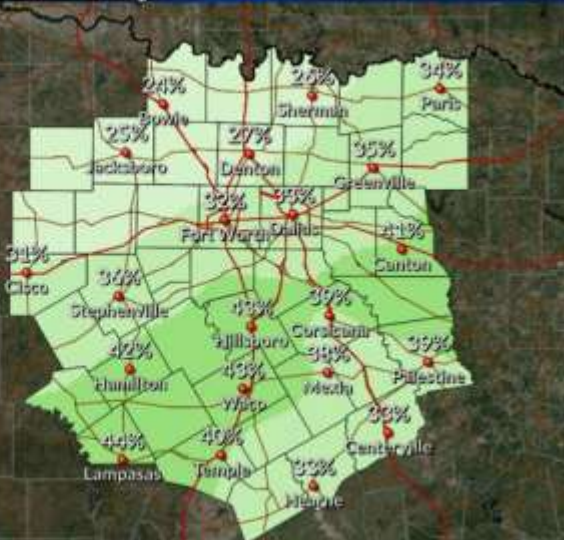 34%
Paris
26%
Sherman
24%
Bowie
25%
Jacksboro
27%
Denton
35%
Greenville
32%
Fort Worth
35%
Dallas
41%
Canton
31%
Cisco
36%
Stephenville
43%
Hillsboro
39%
Corsicana
42%
Hamilton
43%
Waco
38%
Mexia
39%
Palestine
44%
Lampasas
40%
Temple
33%
Centerville
33%
Hearne